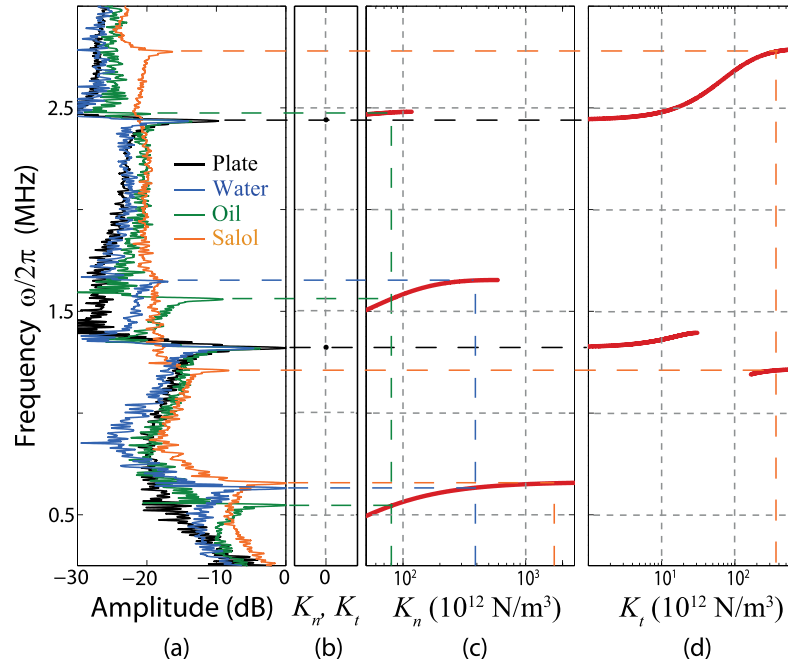 2.5
1.5
0.5
Frequency ω/2π (MHz)
Plate
Water
Oil
Salol
−30 −20 −10 0
0
10² 10³
10¹ 10²
Amplitude (dB)
Kₙ, Kₜ
Kₙ (10¹² N/m³)
Kₜ (10¹² N/m³)
(a) (b) (c) (d)